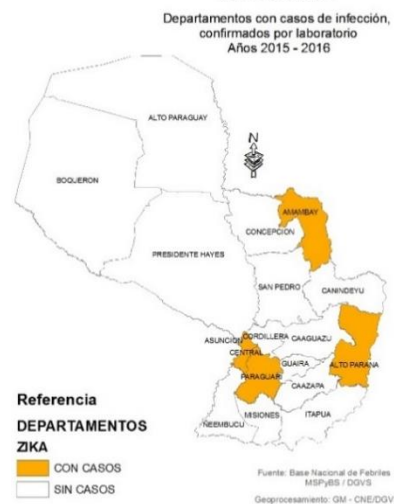 Departamentos con casos de infección,
confirmados por laboratorio
Años 2015 - 2016
ALTO PARAGUAY
N
BOQUERON
AMAMBAY
CONCEPCION
PRESIDENTE HAYES
SAN PEDRO
CANINDEYU
ASUNCION
CORDILLERA
CAAGUAZU
CENTRAL
GUAIRA
ALTO PARANA
PARAGUARI
CAAZAPA
MISIONES
ITAPUA
ÑEEMBUCU
Referencia
DEPARTAMENTOS
ZIKA
CON CASOS
SIN CASOS
Fuente: Base Nacional de Febriles
MSPyBS / DGVS
Geoprocesamiento: GM - CNE/DGV